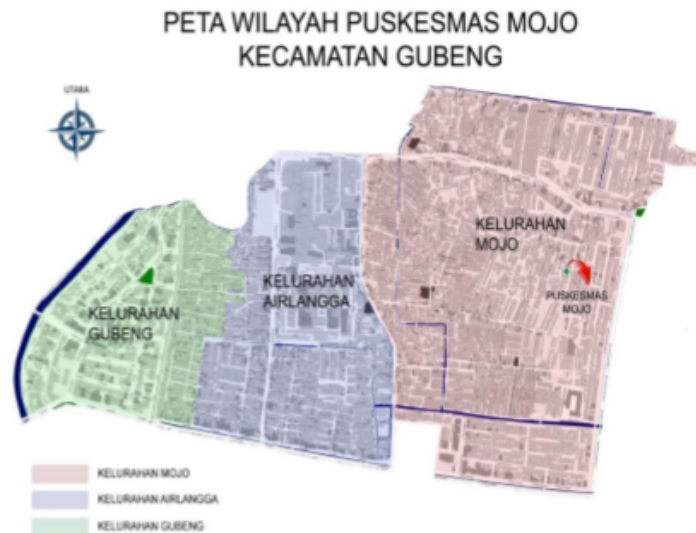 PETA WILAYAH PUSKESMAS MOJO
KECAMATAN GUBENG
UTARA
KELURAHAN
MOJO
KELURAHAN
AIRLANGGA
PUSKESMAS
MOJO
KELURAHAN
GUBENG
KELURAHAN MOJO
KELURAHAN AIRLANGGA
KELURAHAN GUBENG